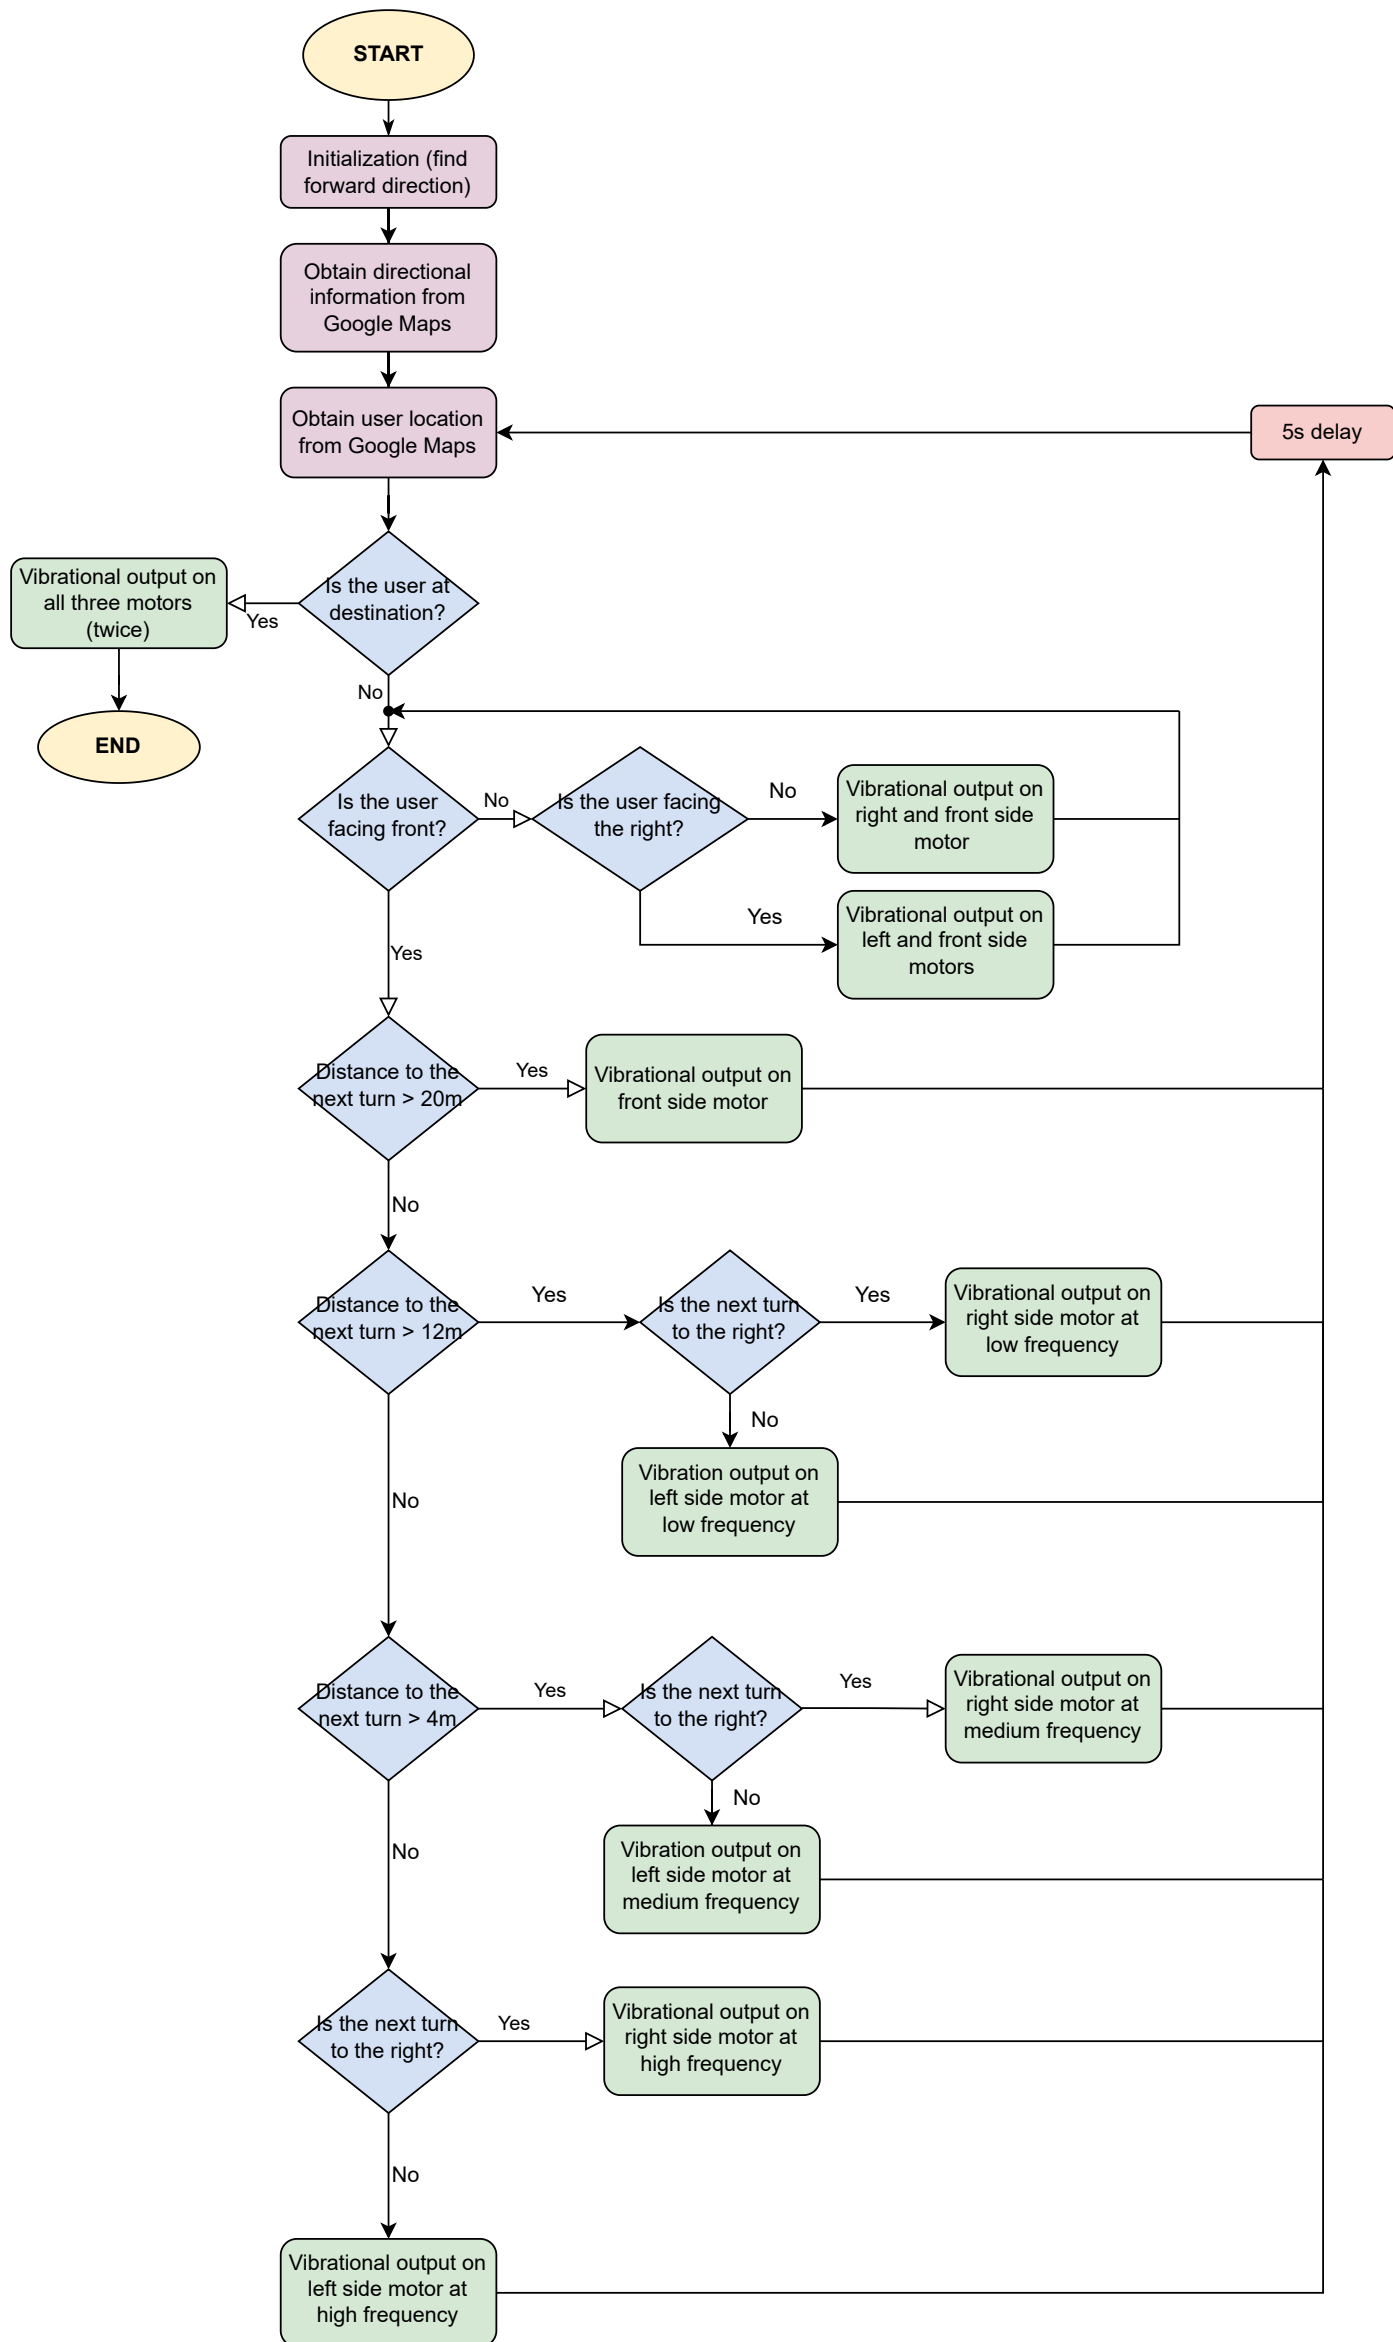 START
Initialization (find
forward direction)
Obtain directional
information from
Google Maps
Obtain user location
from Google Maps
5s delay
Is the user at
destination?
Yes
Vibrational output on
all three motors
(twice)
END
No
Is the user
facing front?
No
Is the user facing
the right?
No
Vibrational output on
right and front side
motor
Yes
Vibrational output on
left and front side
motors
Yes
Distance to the
next turn > 20m
Yes
Vibrational output on
front side motor
No
Distance to the
next turn > 12m
Yes
Is the next turn
to the right?
Yes
Vibrational output on
right side motor at
low frequency
No
Vibration output on
left side motor at
low frequency
No
Distance to the
next turn > 4m
Yes
Is the next turn
to the right?
Yes
Vibrational output on
right side motor at
medium frequency
No
Vibration output on
left side motor at
medium frequency
No
Is the next turn
to the right?
Yes
Vibrational output on
right side motor at
high frequency
No
Vibrational output on
left side motor at
high frequency